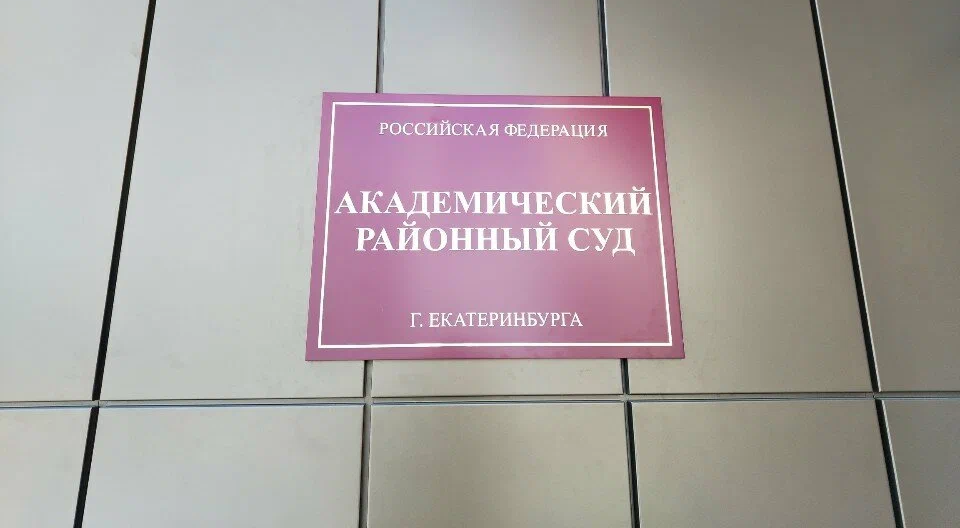 РОССИЙСКАЯ ФЕДЕРАЦИЯ
АКАДЕМИЧЕСКИЙ
РАЙОННЫЙ СУД
Г. ЕКАТЕРИНБУРГА